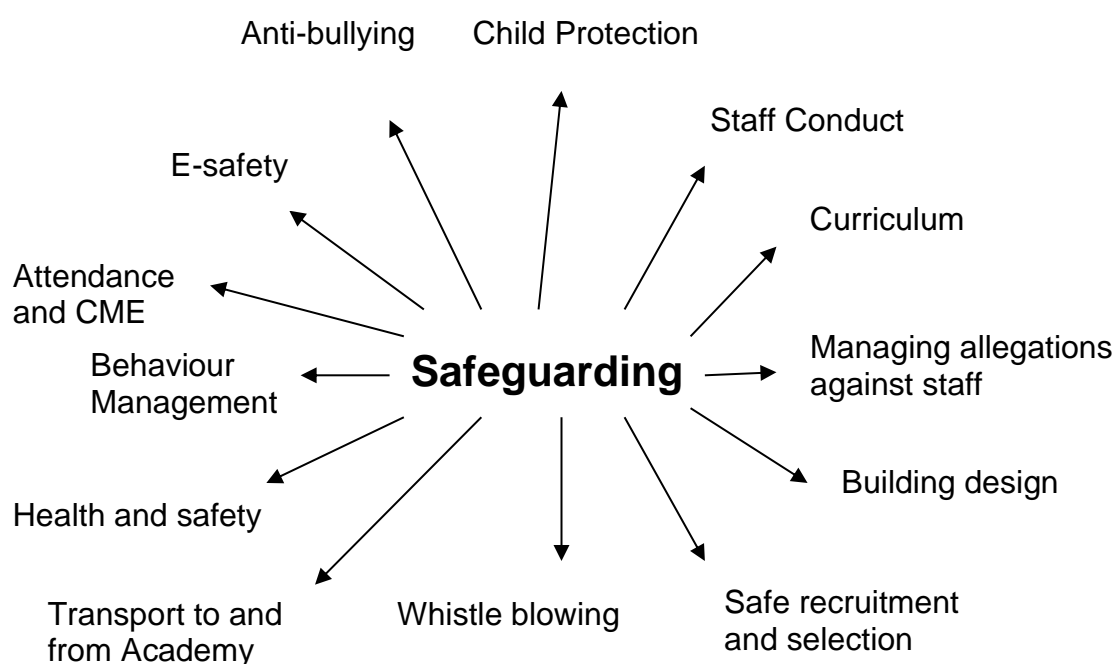 Anti-bullying
Child Protection
Staff Conduct
E-safety
Curriculum
Attendance
and CME
Managing allegations
against staff
Behaviour
Management
Safeguarding
Building design
Health and safety
Safe recruitment
and selection
Transport to and
from Academy
Whistle blowing